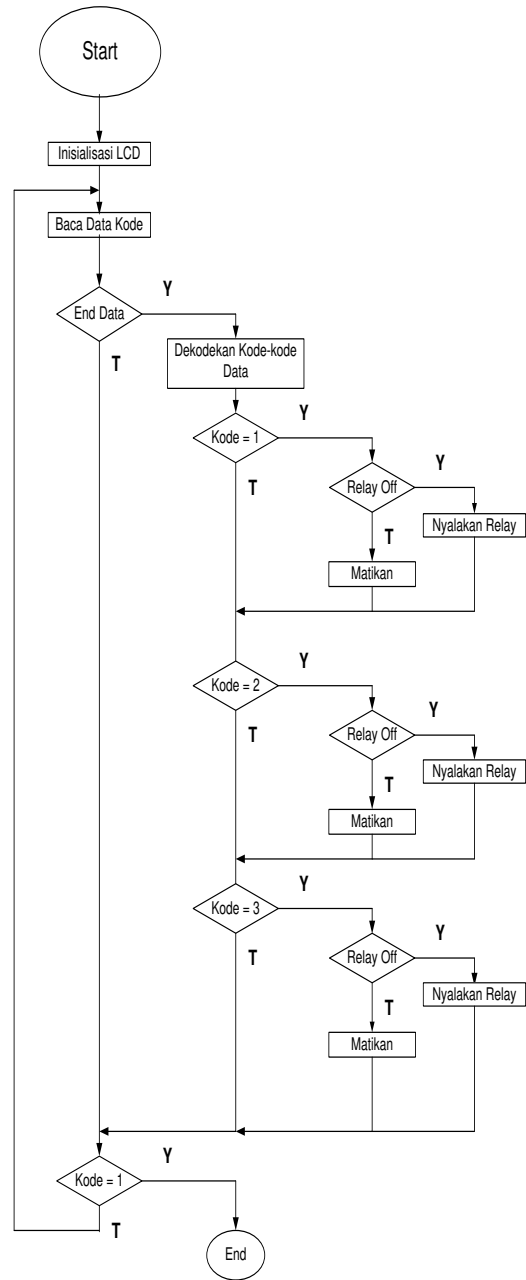 Start
Inisialisasi LCD
Baca Data Kode
End Data
Y
T
Dekodekan Kode-kode
Data
Kode = 1
Y
T
Relay Off
Y
T
Nyalakan Relay
Matikan
Kode = 2
Y
T
Relay Off
Y
T
Nyalakan Relay
Matikan
Kode = 3
Y
T
Relay Off
Y
T
Nyalakan Relay
Matikan
Kode = 1
Y
T
End